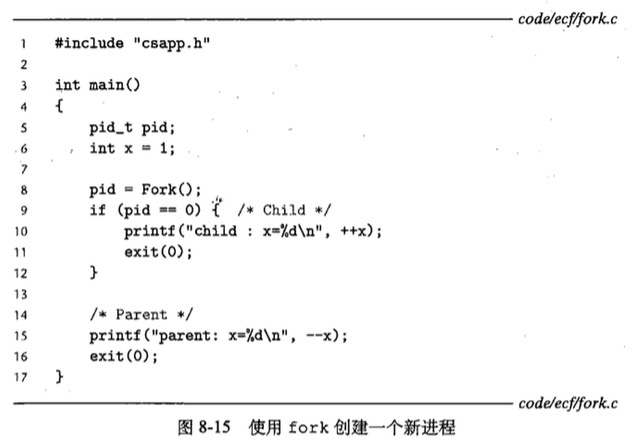 code/ecf/fork.c
1 #include "csapp.h"
2
3 int main()
4 {
5     pid_t pid;
6     int x = 1;
7
8     pid = Fork();
9     if (pid == 0) {  /* Child */
10         printf("child : x=%d\n", ++x);
11         exit(0);
12     }
13
14     /* Parent */
15     printf("parent: x=%d\n", --x);
16     exit(0);
17 }
code/ecf/fork.c
图 8-15 使用 fork 创建一个新进程